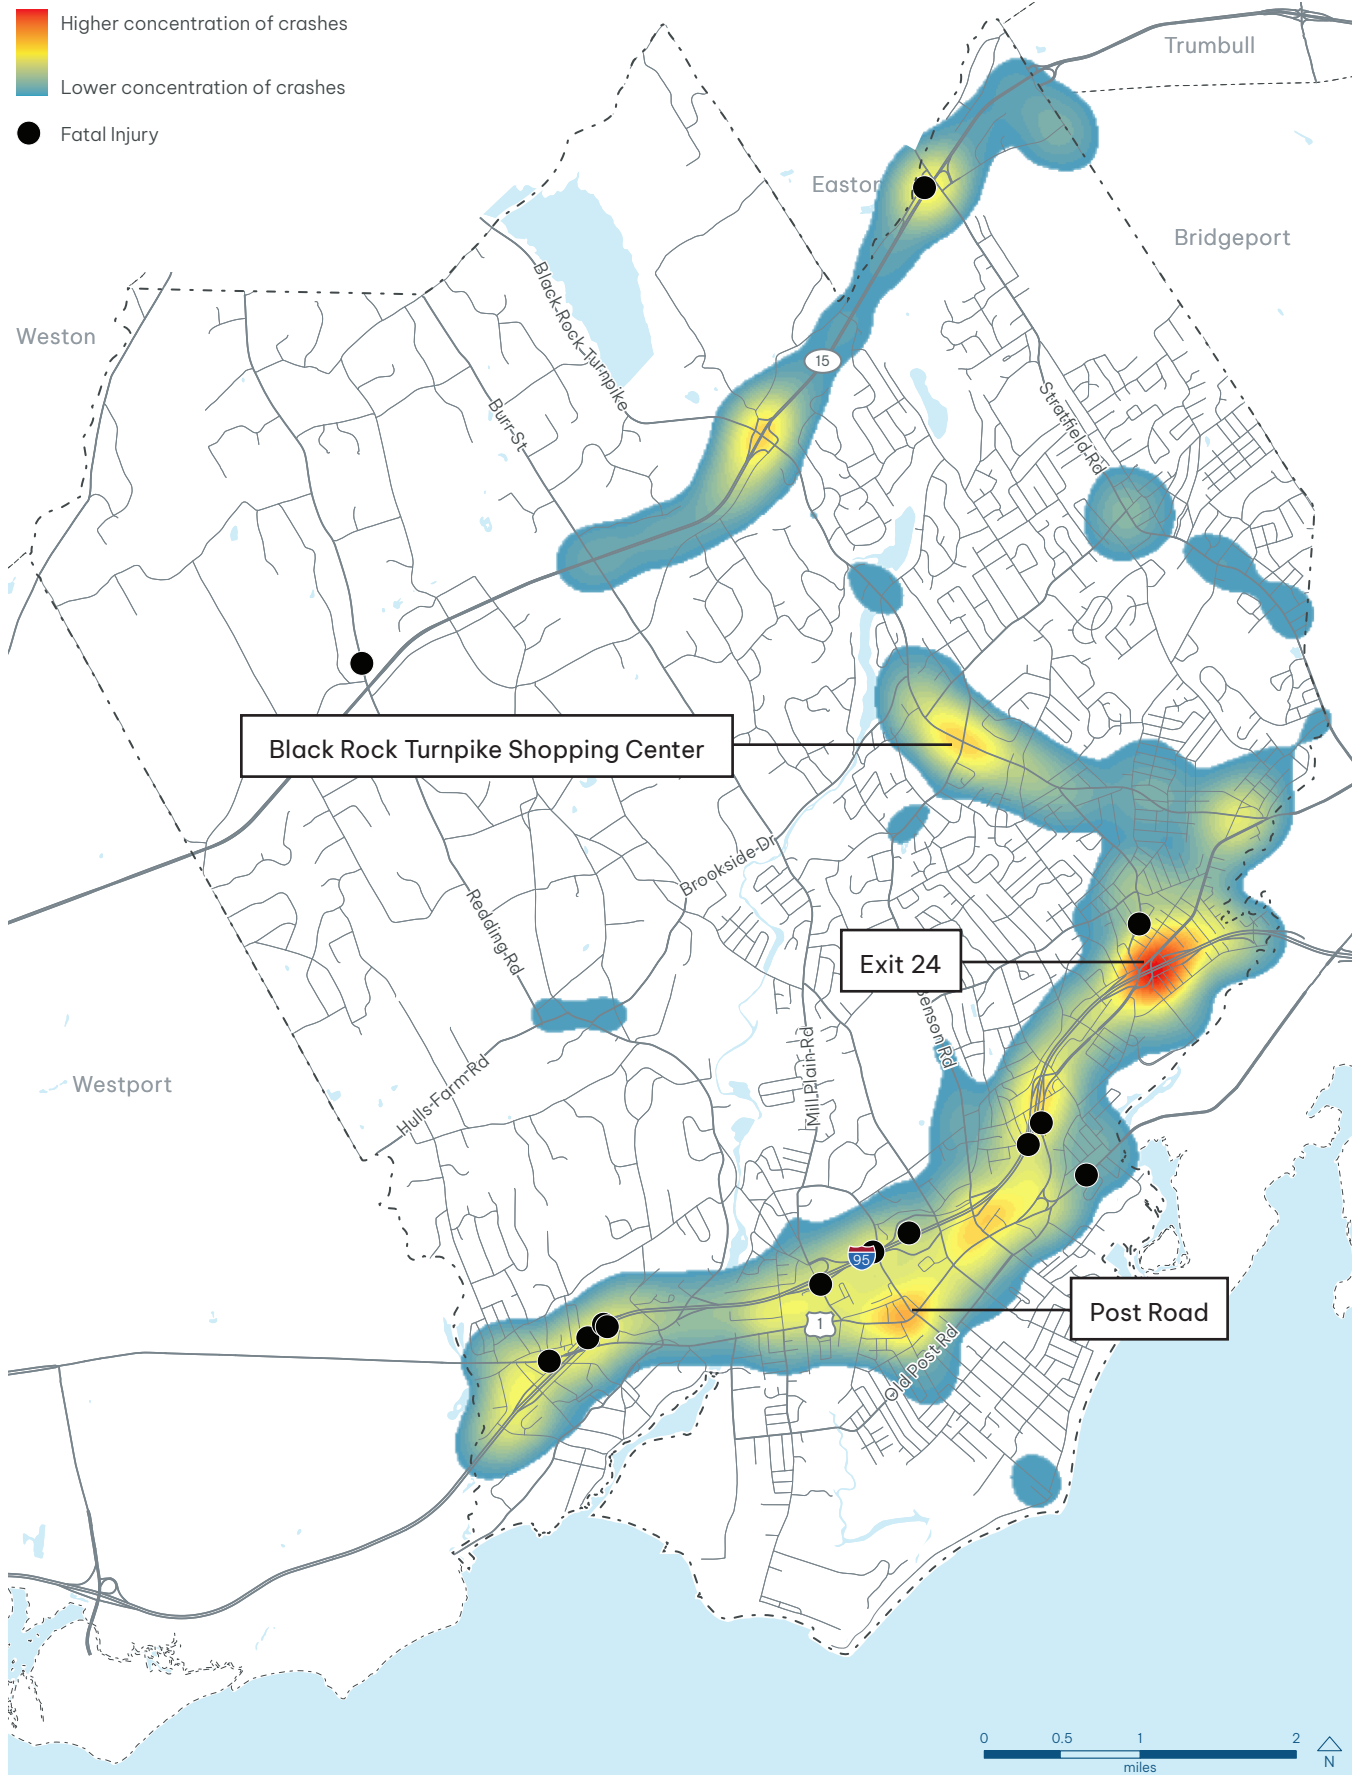 Higher concentration of crashes
Lower concentration of crashes
Fatal Injury
Trumbull
Easton
Bridgeport
Weston
Black-Rock-Turnpike
15
Burr-St
Stratfield-Rd
Black Rock Turnpike Shopping Center
Brookside-Dr
Redding-Rd
Exit 24
Benson Rd
Mill Plain-Rd
Hulls-Farm-Rd
Westport
95
1
Post Road
Old Post Rd
0 0.5 1 2
miles
N